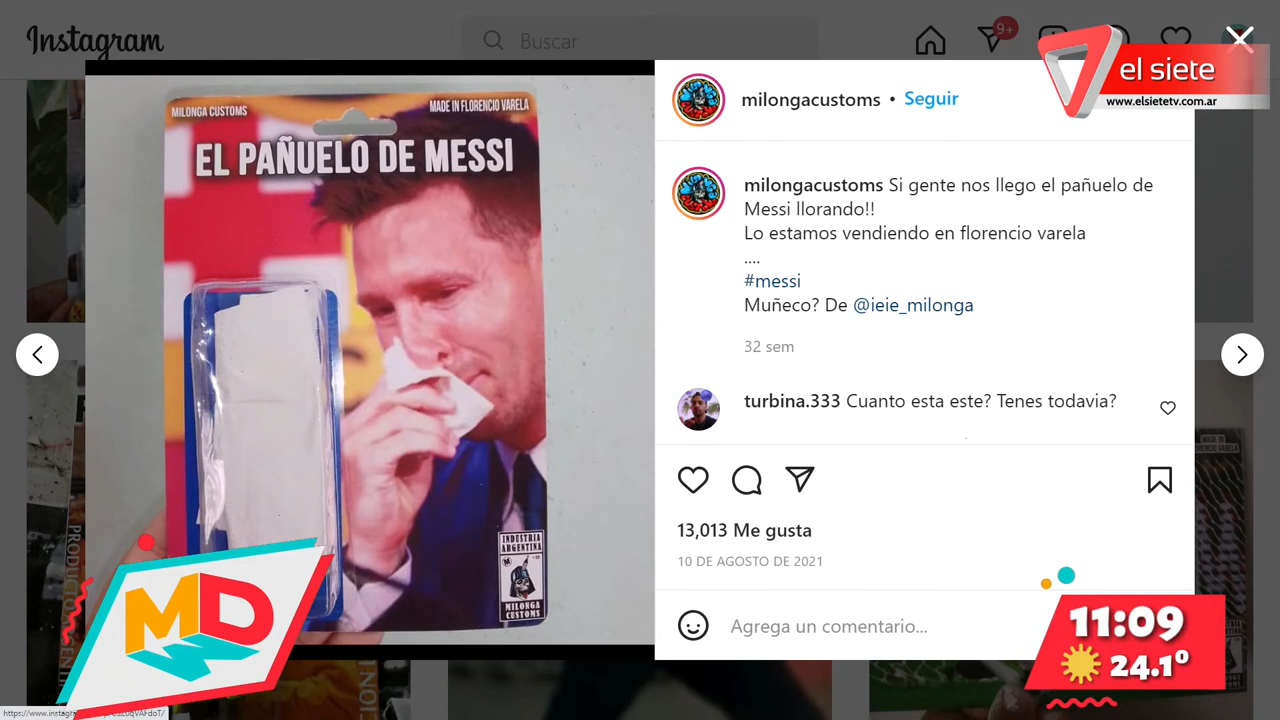 Instagram
Buscar
9+
el siete
www.elsietetv.com.ar
MILONGA CUSTOMS
MADE IN FLORENCIO VARELA
EL PAÑUELO DE MESSI
INDUSTRIA
ARGENTINA
MILONGA
CUSTOMS
milongacustoms • Seguir
milongacustoms Si gente nos llego el pañuelo de
Messi llorando!!
Lo estamos vendiendo en florencio varela
....
#messi
Muñeco? De @ieie_milonga
32 sem
turbina.333 Cuanto esta este? Tenes todavia?
13,013 Me gusta
10 DE AGOSTO DE 2021
Agrega un comentario...
MD
11:09
24.1º